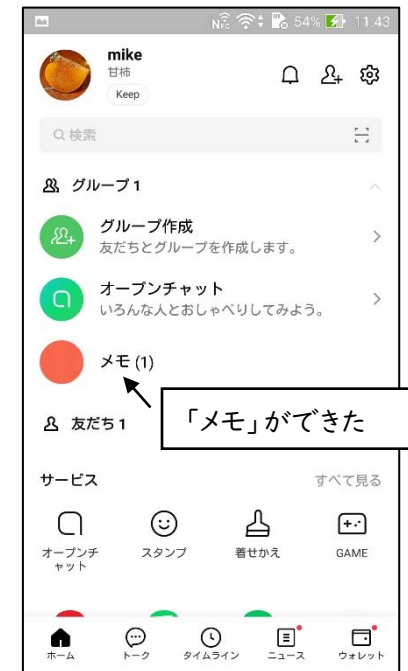 NFC 54% 11:43
mike
甘柿
Keep
検索
グループ 1
グループ作成
友だちとグループを作成します。
オープンチャット
いろんな人とおしゃべりしてみよう。
メモ (1)
「メモ」ができた
友だち 1
サービス
すべて見る
オープンチ
ャット
スタンプ
着せかえ
GAME
ホーム
トーク
タイムライン
ニュース
ウォレット